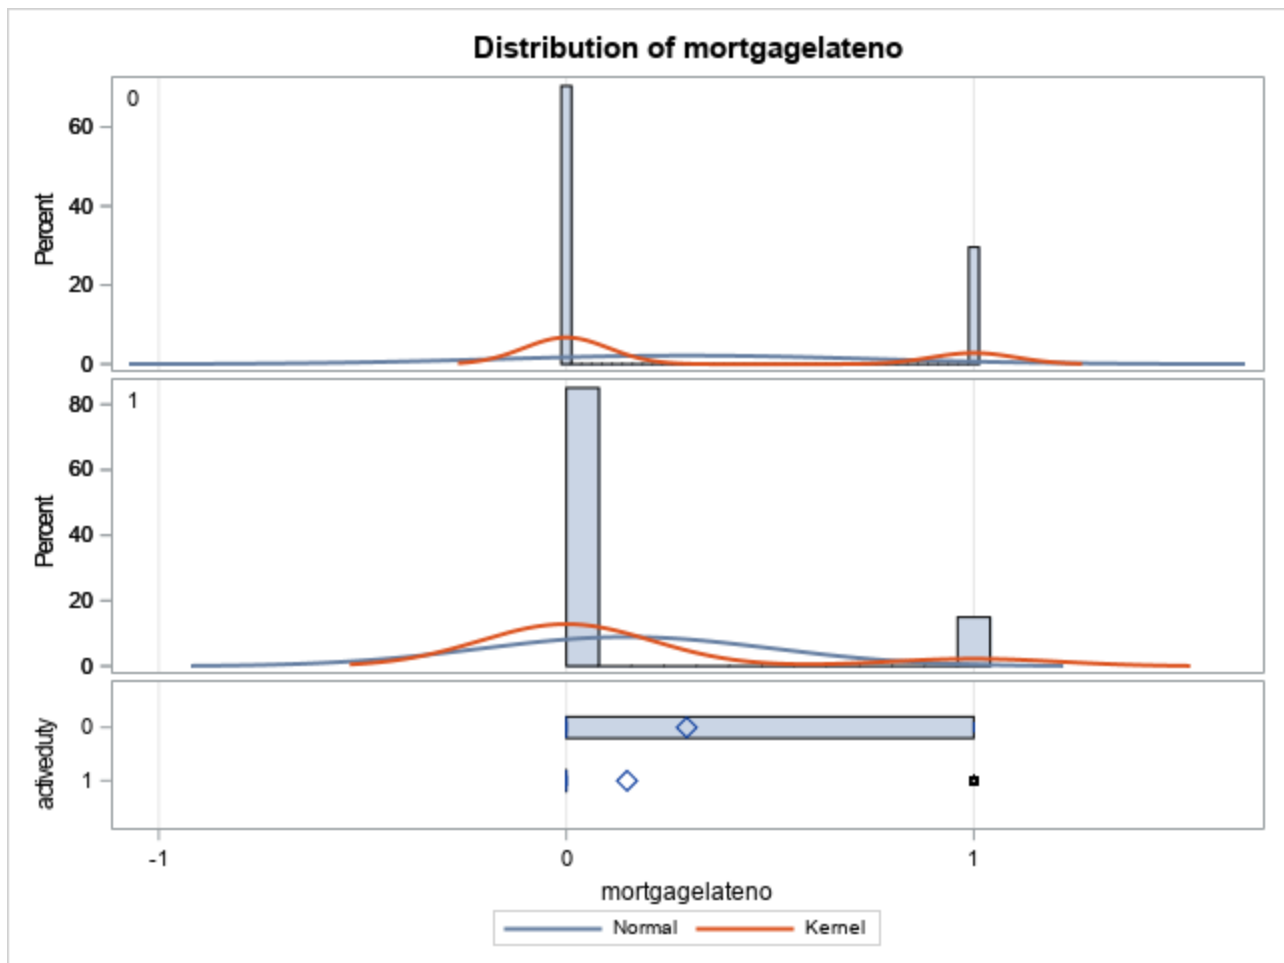 Distribution of mortgagelateno
0
60
40
20
0
Percent
1
80
60
40
20
0
Percent
0
1
activeduty
-1 0 1
mortgagelateno
Normal Kernel